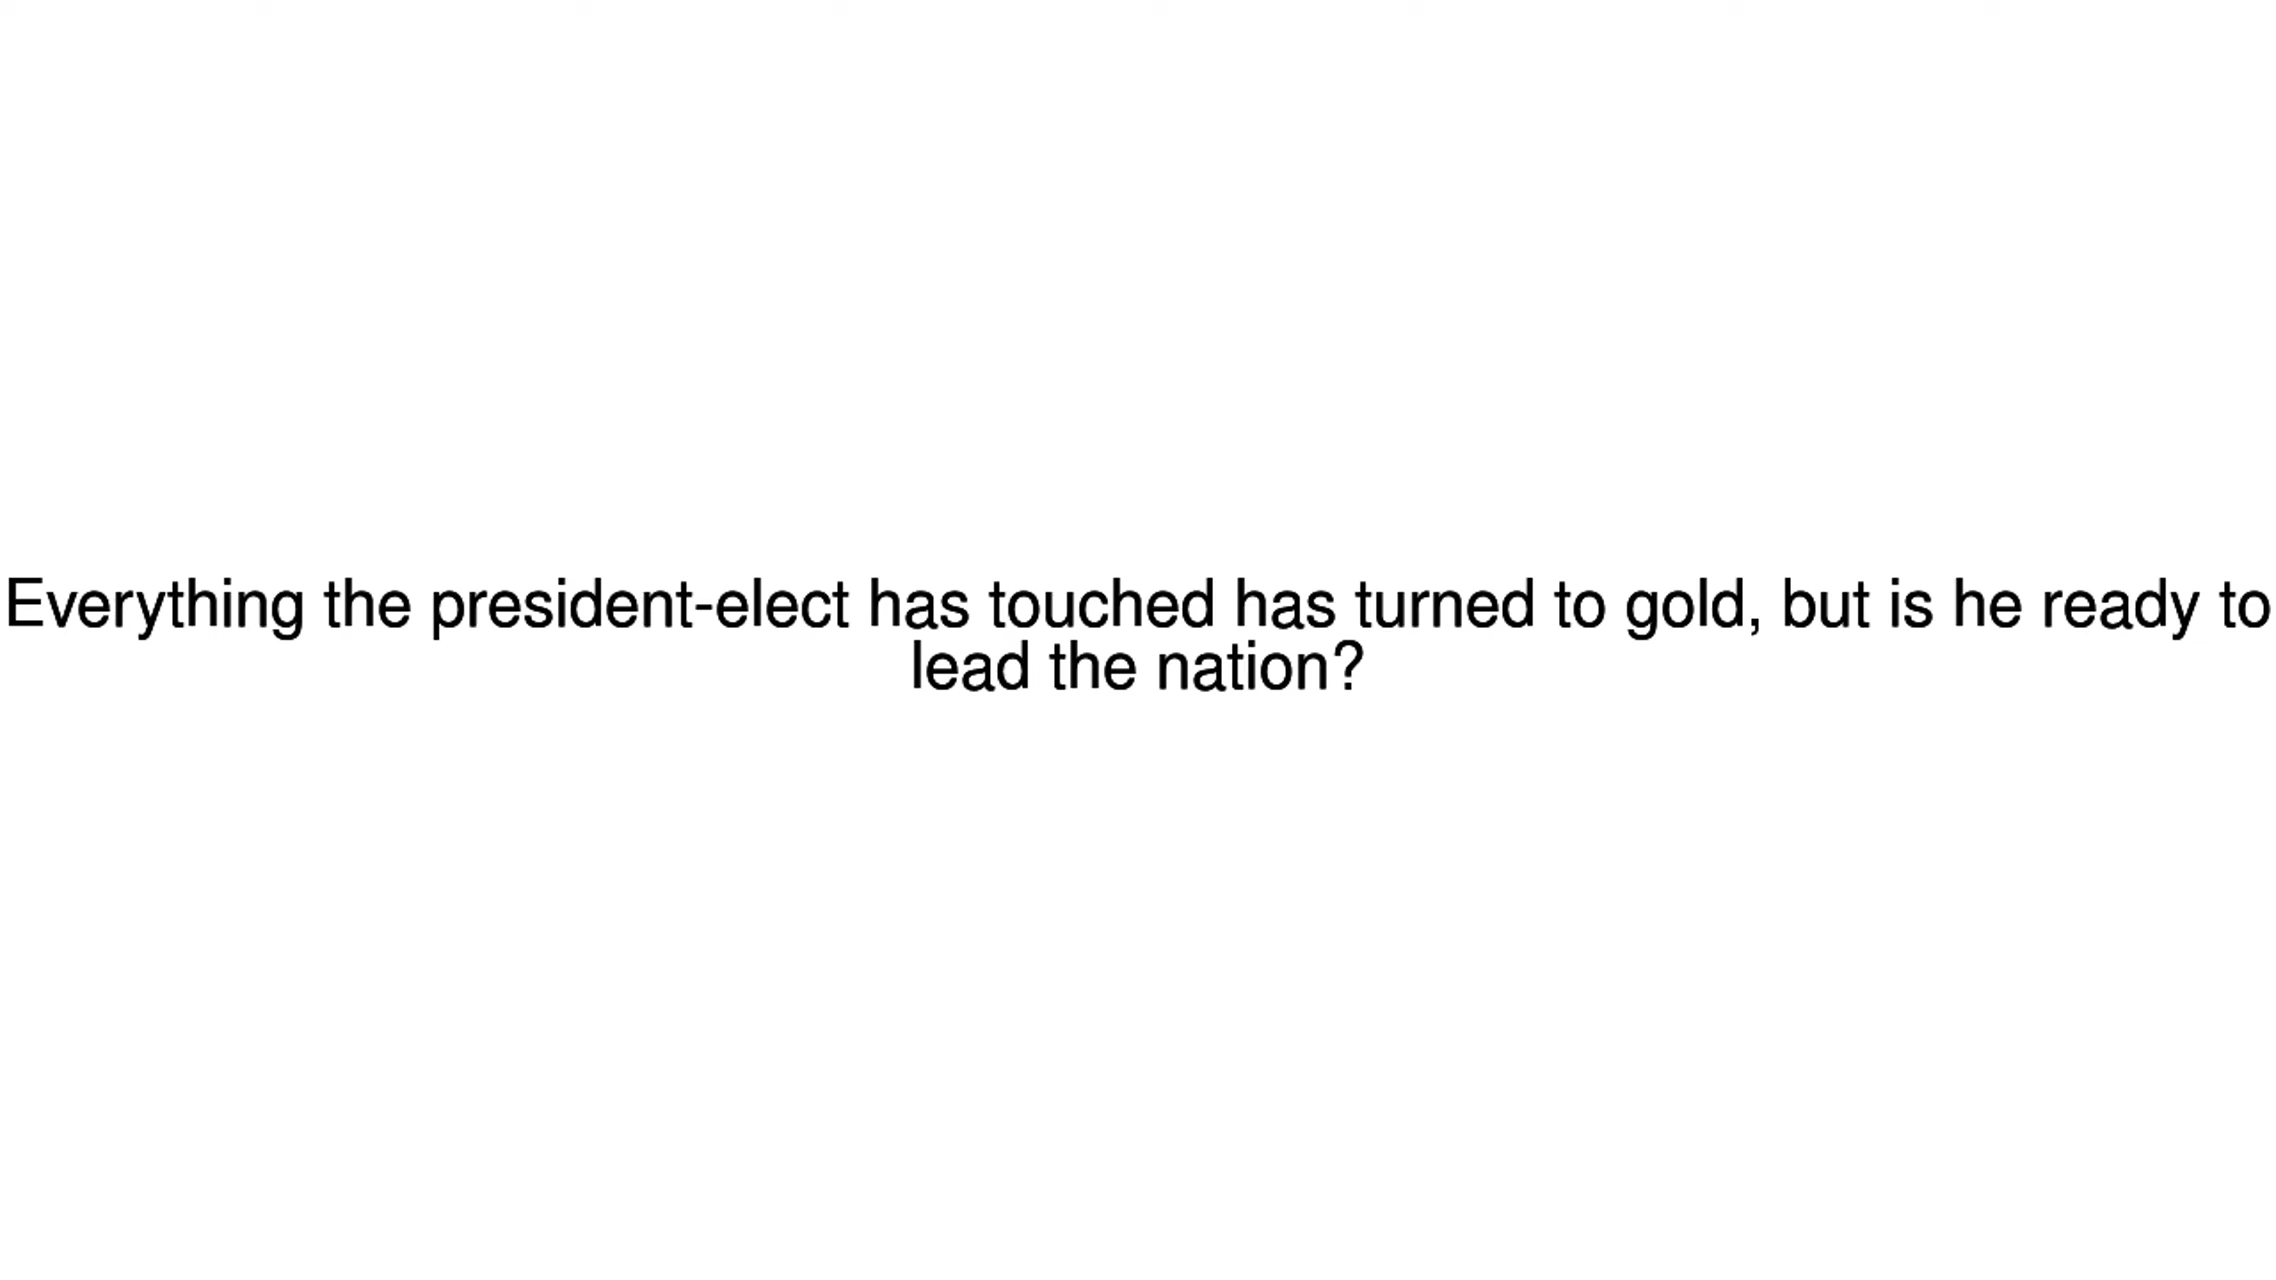 Everything the president-elect has touched has turned to gold, but is he ready to
lead the nation?